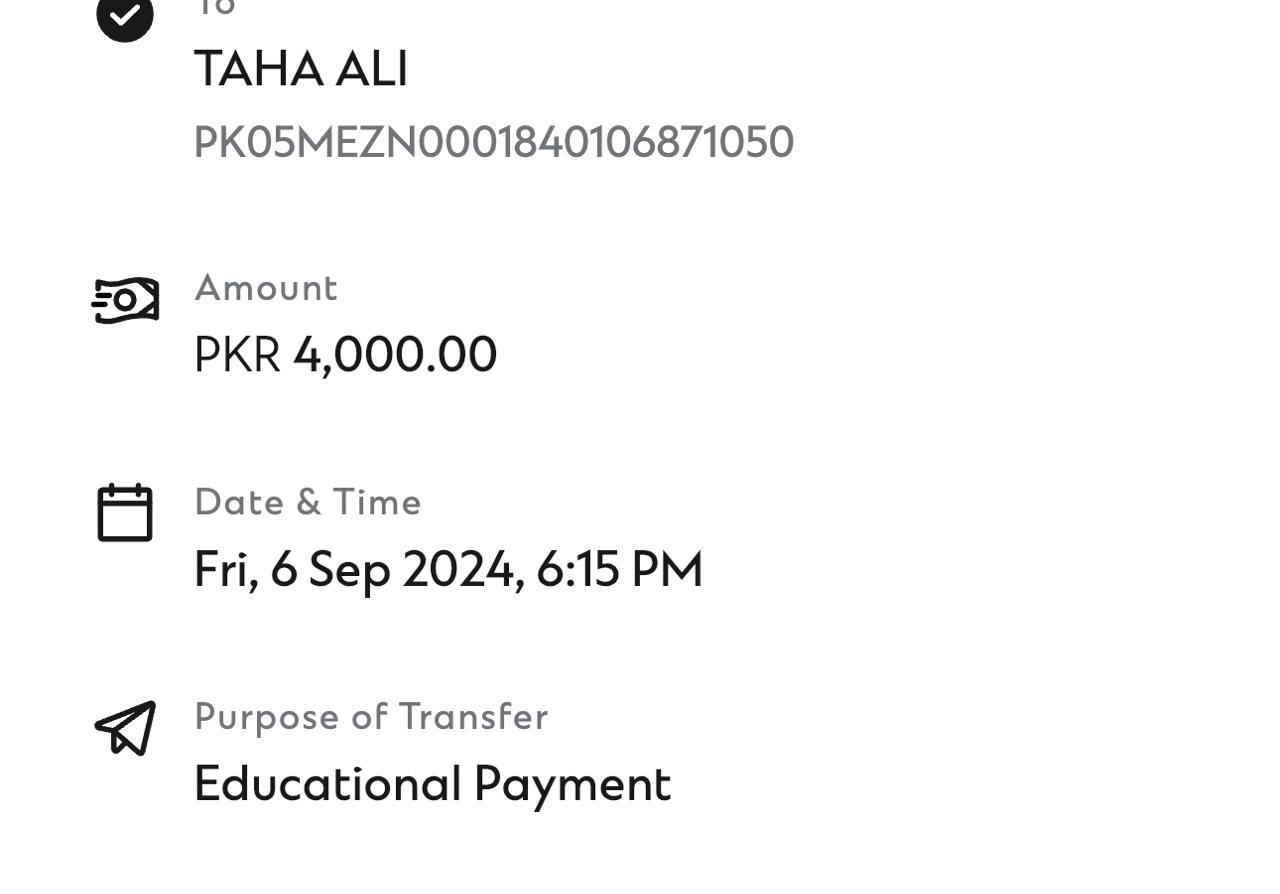 To
TAHA ALI
PK05MEZN0001840106871050
Amount
PKR 4,000.00
Date & Time
Fri, 6 Sep 2024, 6:15 PM
Purpose of Transfer
Educational Payment